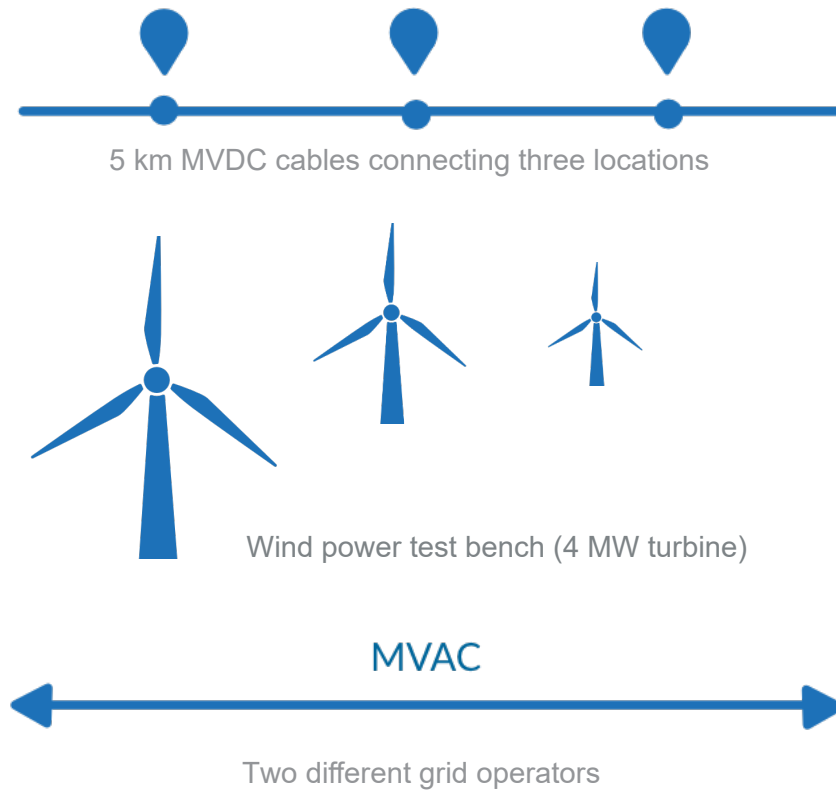 5 km MVDC cables connecting three locations
Wind power test bench (4 MW turbine)
MVAC
Two different grid operators